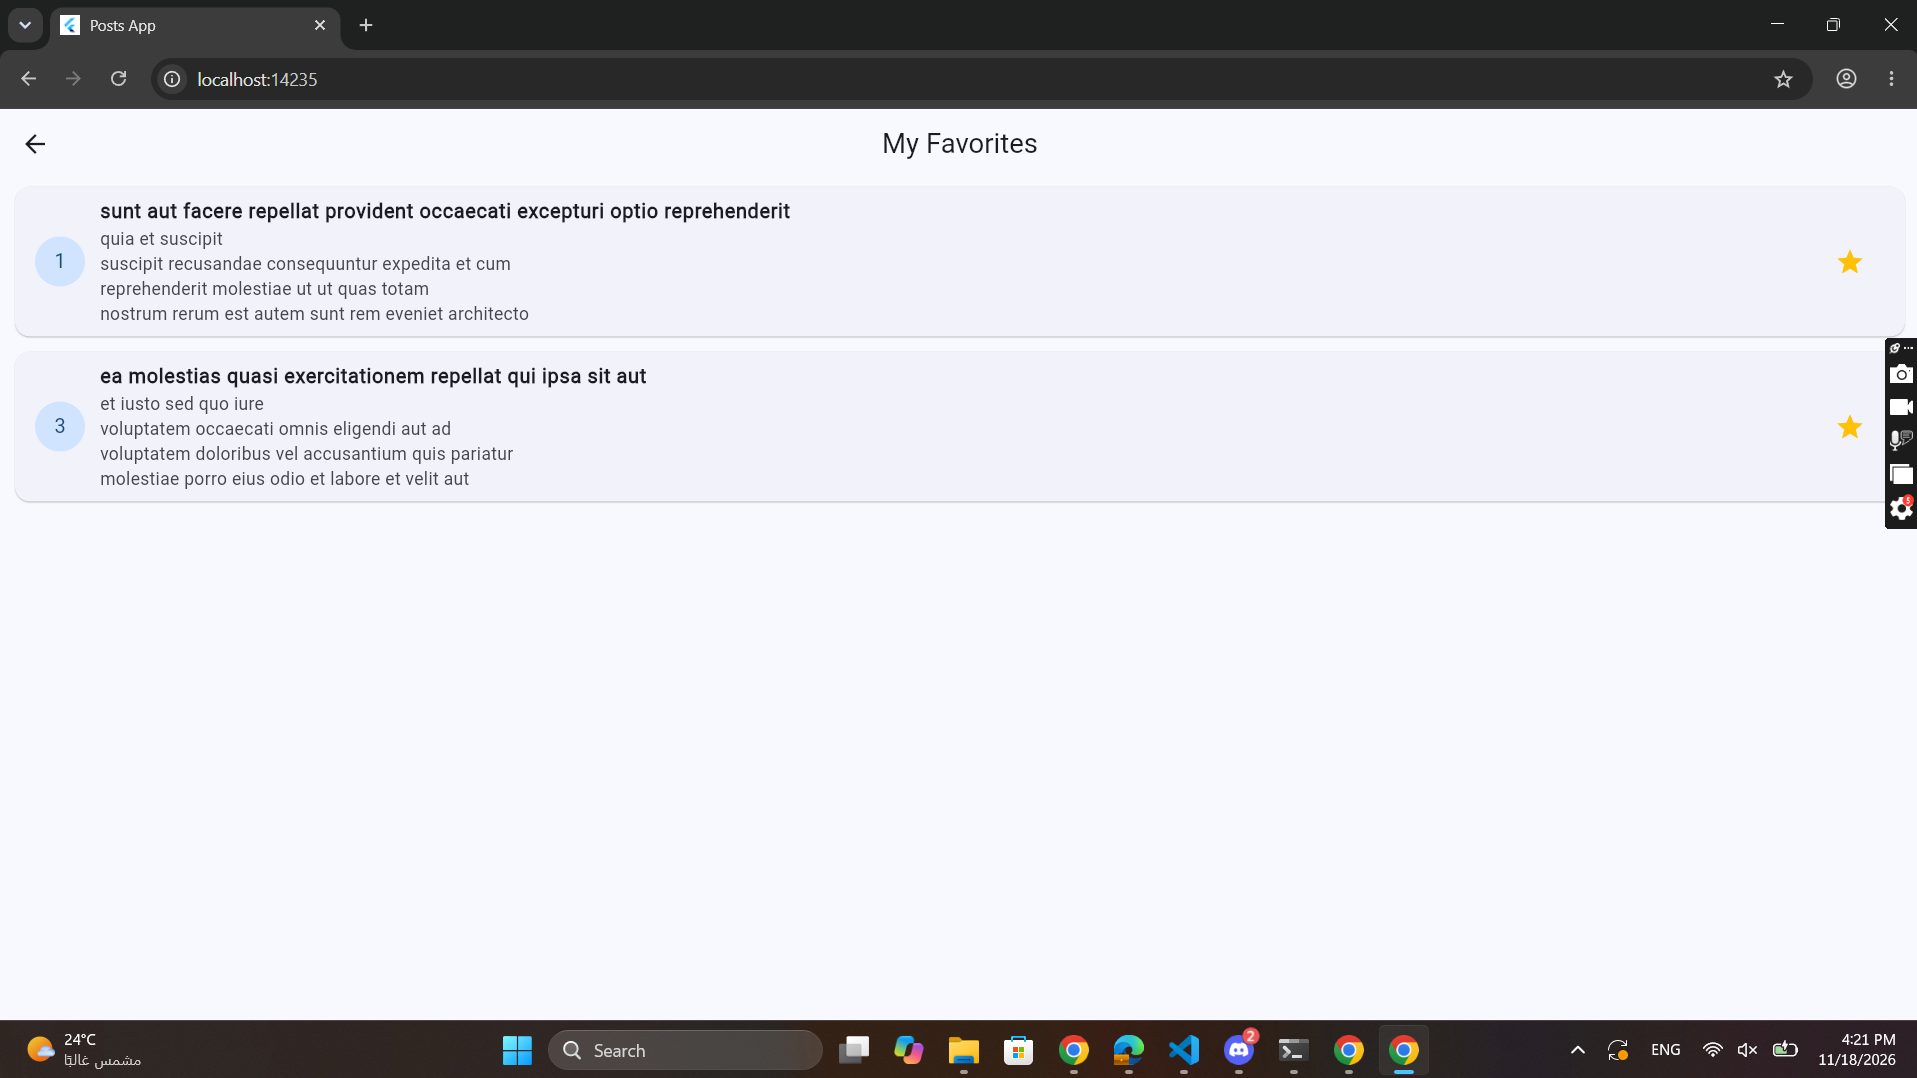 Posts App
localhost:14235
My Favorites
1
sunt aut facere repellat provident occaecati excepturi optio reprehenderit
quia et suscipit
suscipit recusandae consequuntur expedita et cum
reprehenderit molestiae ut ut quas totam
nostrum rerum est autem sunt rem eveniet architecto
3
ea molestias quasi exercitationem repellat qui ipsa sit aut
et iusto sed quo iure
voluptatem occaecati omnis eligendi aut ad
voluptatem doloribus vel accusantium quis pariatur
molestiae porro eius odio et labore et velit aut
5
24°C
مشمس غالبًا
Search
2
ENG
4:21 PM
11/18/2026